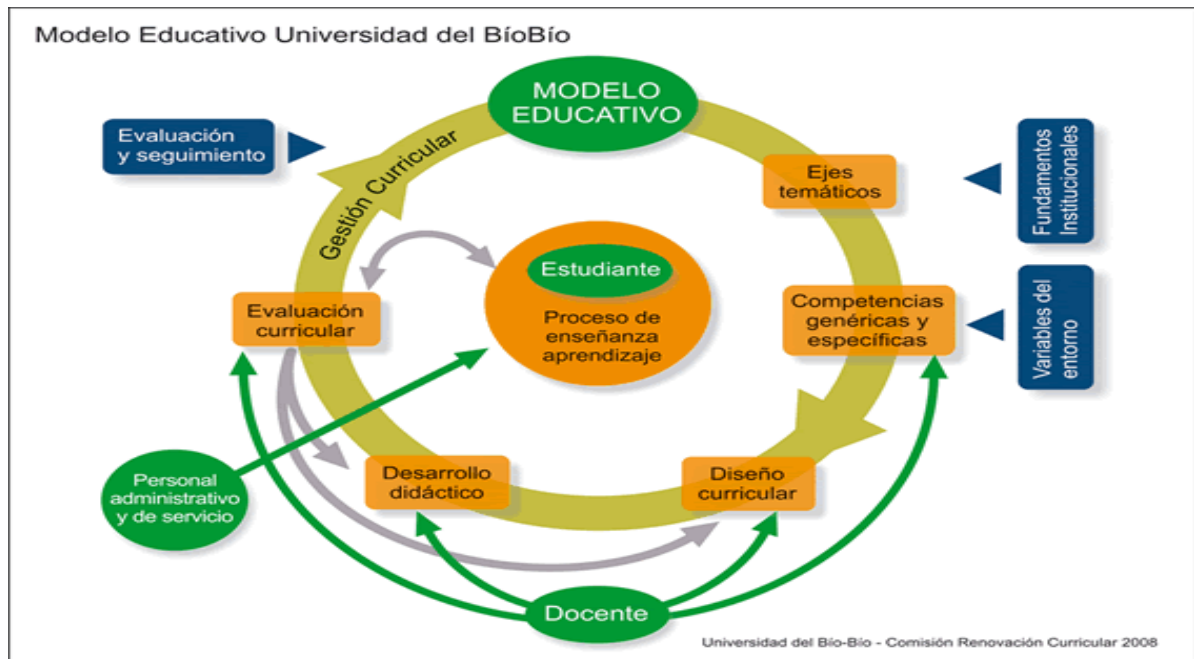 Modelo Educativo Universidad del BíoBío
MODELO
EDUCATIVO
Evaluación
y seguimiento
Gestión Curricular
Ejes
temáticos
Fundamentos
Institucionales
Estudiante
Proceso de
enseñanza
aprendizaje
Evaluación
curricular
Competencias
genéricas y
específicas
Variables del
entorno
Personal
administrativo
y de servicio
Desarrollo
didáctico
Diseño
curricular
Docente
Universidad del Bío-Bío - Comisión Renovación Curricular 2008